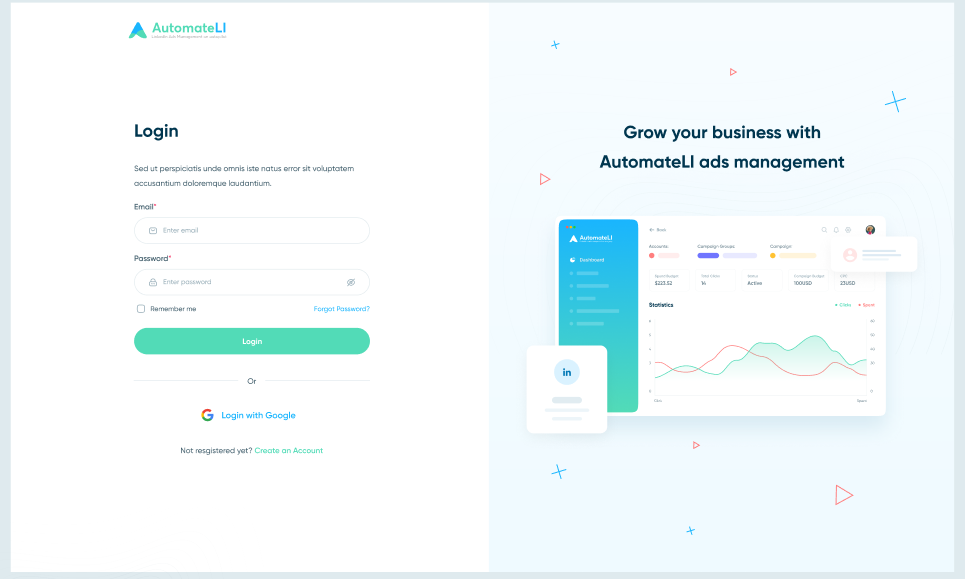 AutomateLI
LinkedIn Ads Management on autopilot
Login
Sed ut perspiciatis unde omnis iste natus error sit voluptatem
accusantium doloremque laudantium.
Email*
Enter email
Password*
Enter password
Remember me
Forgot Password?
Login
Or
Login with Google
Not resgistered yet? Create an Account
Grow your business with
AutomateLI ads management
AutomateLI
Dashboard
Back
Accounts
Campaign Groups
Campaign
Spend Budget
$223.52
14
Status
Active
Campaign Budget
100USD
23USD
Statistics
Clicks
Spent
in
Clicks
Spent